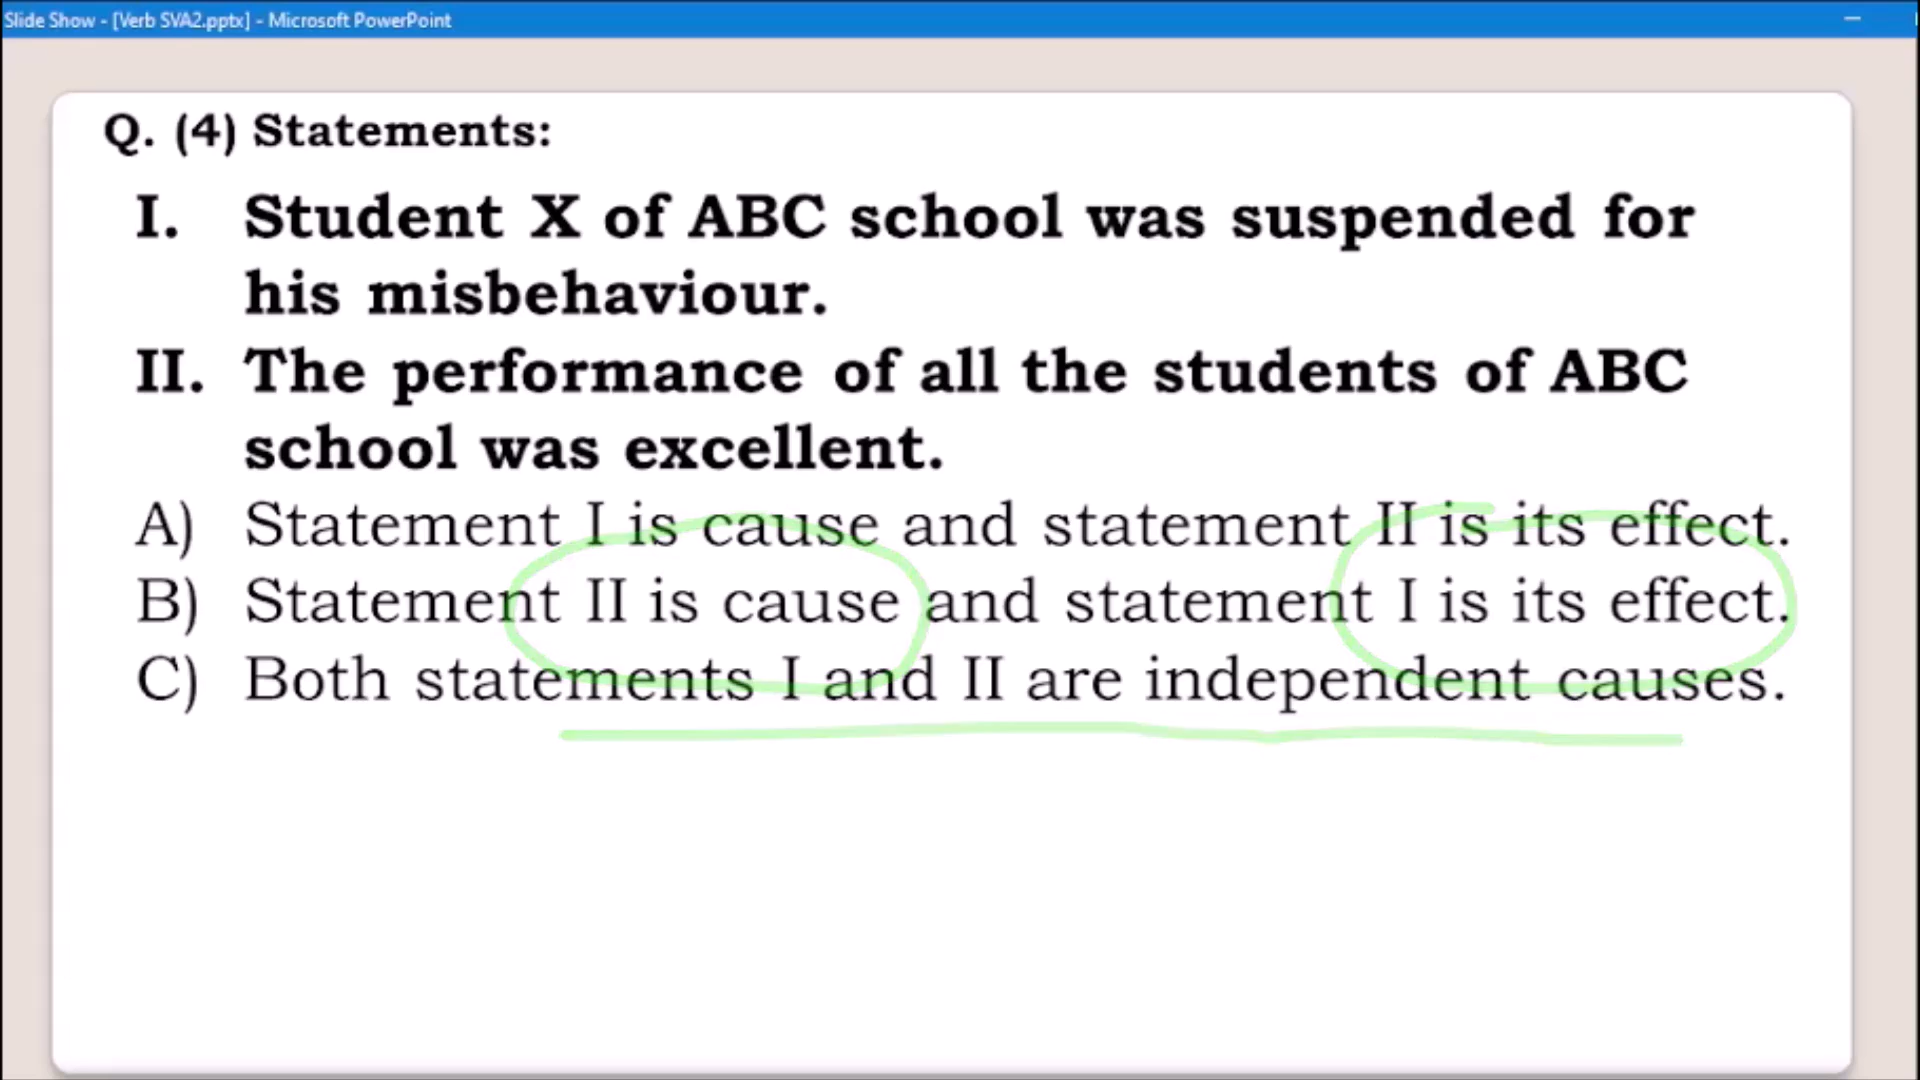 Slide Show - [Verb SVA2.pptx] - Microsoft PowerPoint
Q. (4) Statements:
I. Student X of ABC school was suspended for
his misbehaviour.
II. The performance of all the students of ABC
school was excellent.
A) Statement I is cause and statement II is its effect.
B) Statement II is cause and statement I is its effect.
C) Both statements I and II are independent causes.